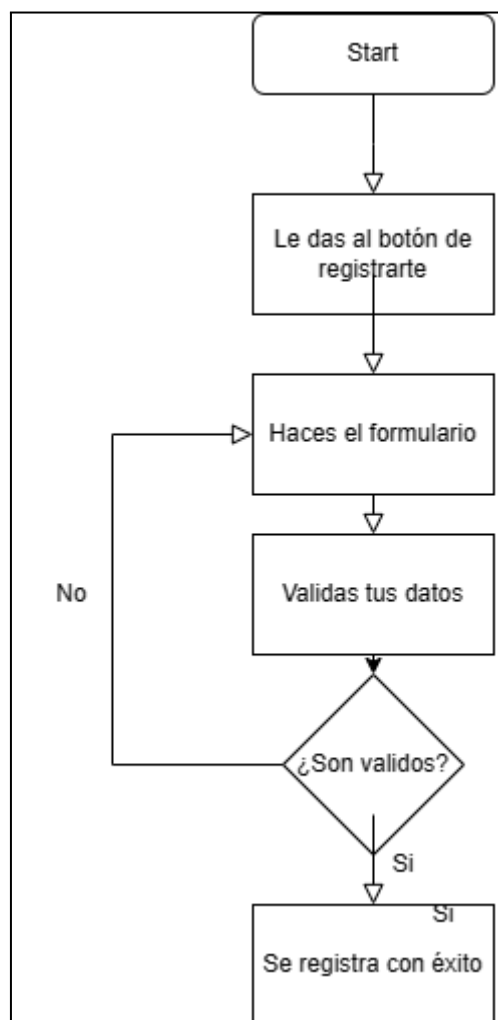 Start
Le das al botón de
registrarte
Haces el formulario
No
Validas tus datos
¿Son validos?
Si
Si
Se registra con éxito